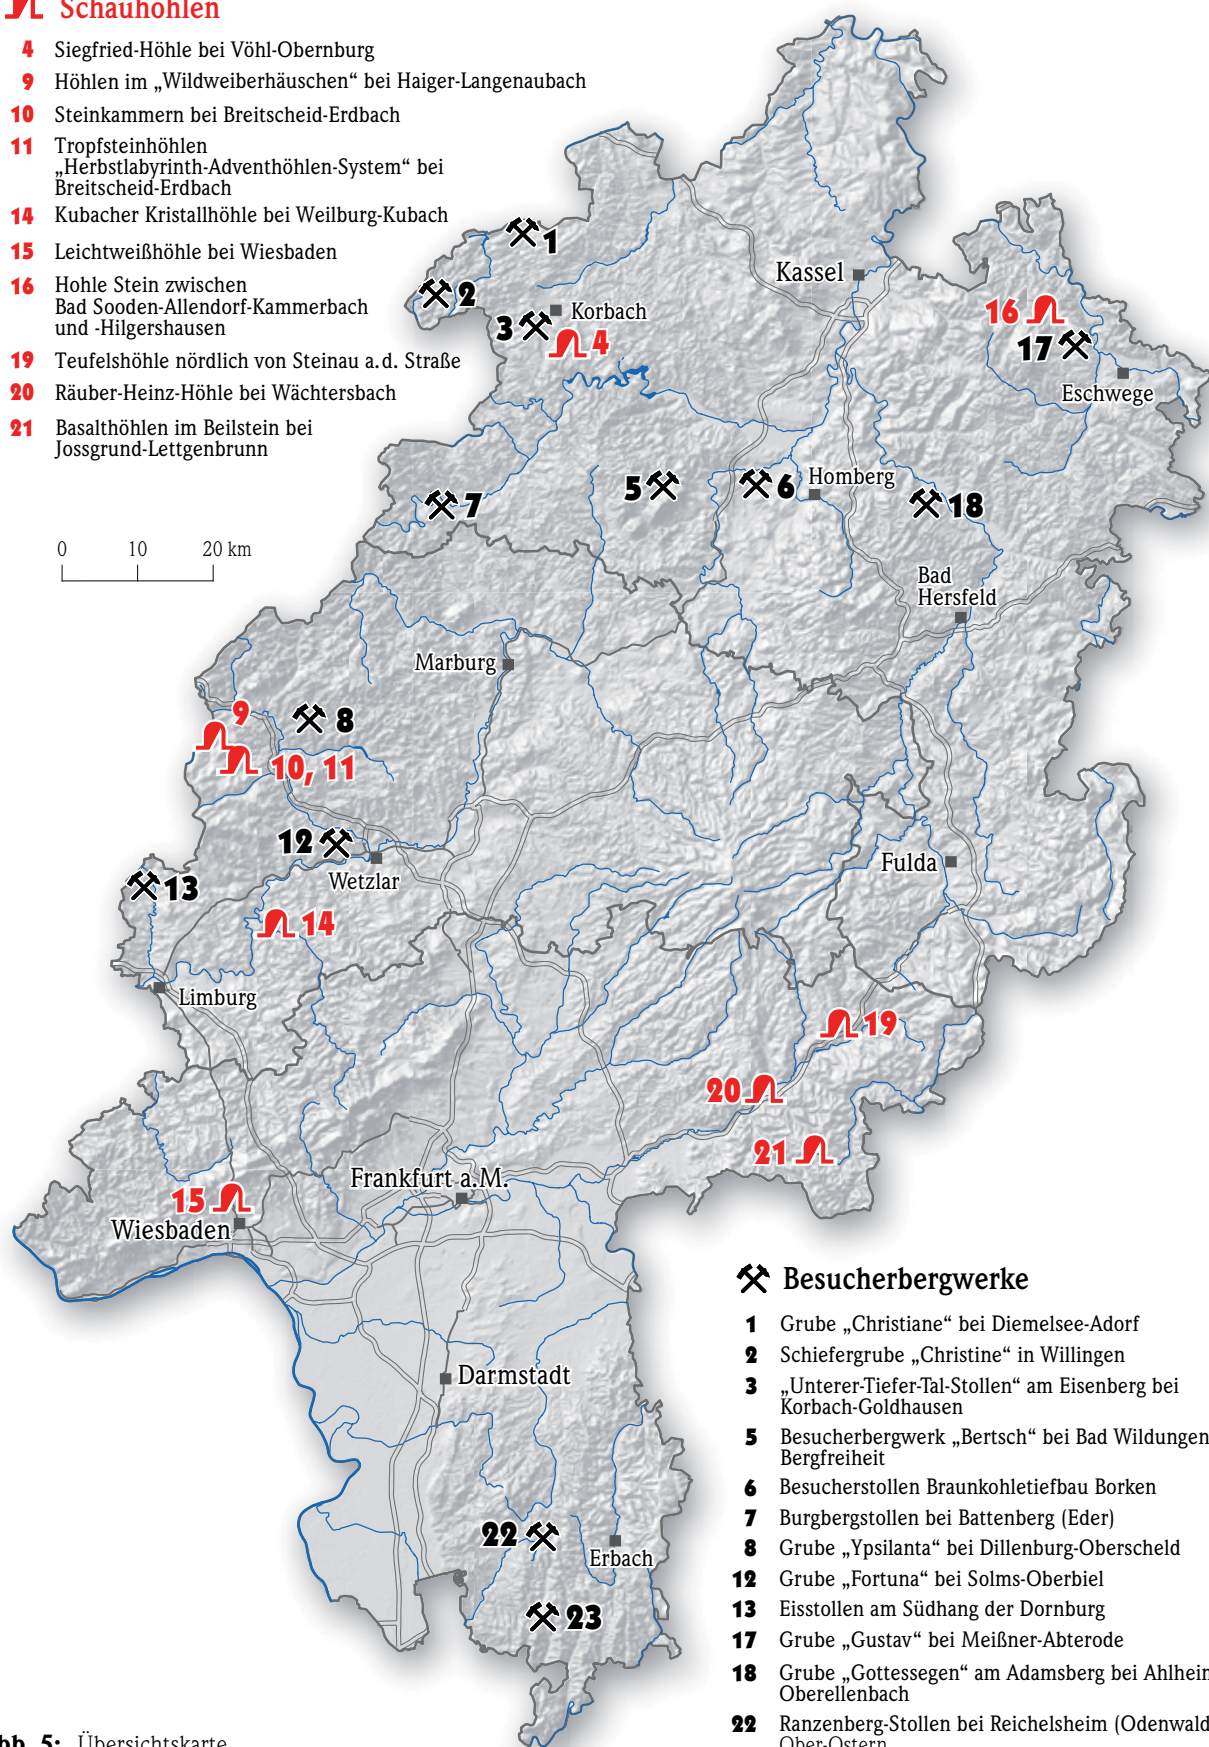 Schauhöhlen
4 Siegfried-Höhle bei Vöhl-Obernburg
9 Höhlen im „Wildweiberhäuschen“ bei Haiger-Langenaubach
10 Steinkammern bei Breitscheid-Erdbach
11 Tropfsteinhöhlen
„Herbstlabyrinth-Adventhöhlen-System“ bei
Breitscheid-Erdbach
14 Kubacher Kristallhöhle bei Weilburg-Kubach
15 Leichtweißhöhle bei Wiesbaden
16 Hohle Stein zwischen
Bad Sooden-Allendorf-Kammerbach
und -Hilgershausen
19 Teufelshöhle nördlich von Steinau a.d. Straße
20 Räuber-Heinz-Höhle bei Wächtersbach
21 Basalthöhlen im Beilstein bei
Jossgrund-Lettgenbrunn
0 10 20 km
1
2
Kassel
Korbach
3
4
16
17
Eschwege
5
6
Homberg
7
18
Bad
Hersfeld
Marburg
9
8
10, 11
12
Wetzlar
Fulda
13
14
Limburg
19
20
21
Frankfurt a.M.
15
Wiesbaden
Darmstadt
22
Erbach
23
Besucherbergwerke
1 Grube „Christiane“ bei Diemelsee-Adorf
2 Schiefergrube „Christine“ in Willingen
3 „Unterer-Tiefer-Tal-Stollen“ am Eisenberg bei
Korbach-Goldhausen
5 Besucherbergwerk „Bertsch“ bei Bad Wildungen
Bergfreiheit
6 Besucherstollen Braunkohletiefbau Borken
7 Burgbergstollen bei Battenberg (Eder)
8 Grube „Ypsilanta“ bei Dillenburg-Oberscheld
12 Grube „Fortuna“ bei Solms-Oberbiel
13 Eisstollen am Südhang der Dornburg
17 Grube „Gustav“ bei Meißner-Abterode
18 Grube „Gottessegen“ am Adamsberg bei
Oberellenbach
22 Ranzenberg-Stollen bei Reichelsheim (Odenwald
Ober-Ostern
5: Übersichtskarte